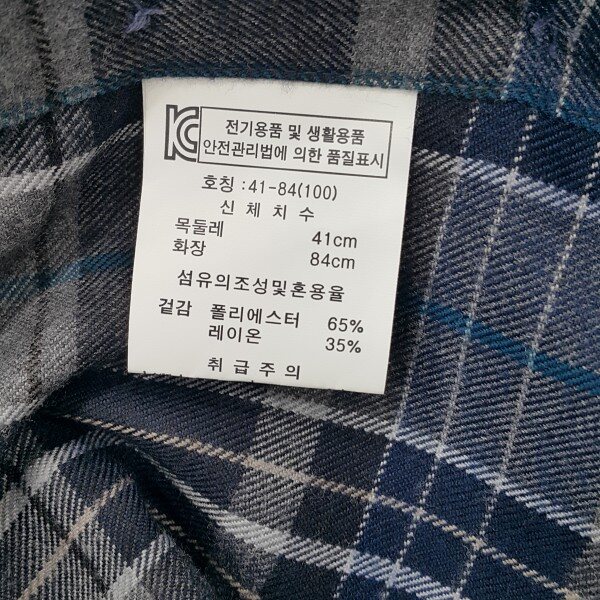 KC
전기용품 및 생활용품
안전관리법에 의한 품질표시
호칭 : 41-84(100)
신 체 치 수
목둘레 41cm
화장 84cm
섬유의조성및혼용율
겉감 폴리에스터 65%
레이온 35%
취 급 주 의